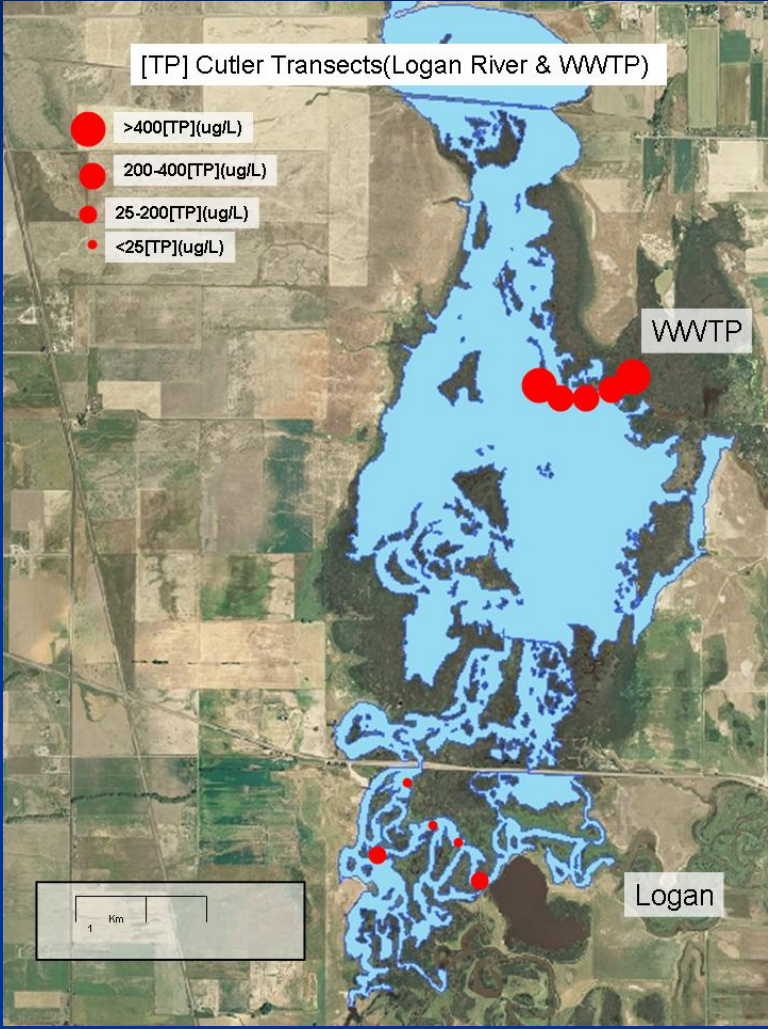 [TP] Cutler Transects(Logan River & WWTP)
>400[TP](ug/L)
200-400[TP](ug/L)
25-200[TP](ug/L)
<25[TP](ug/L)
WWTP
Logan
Km
1